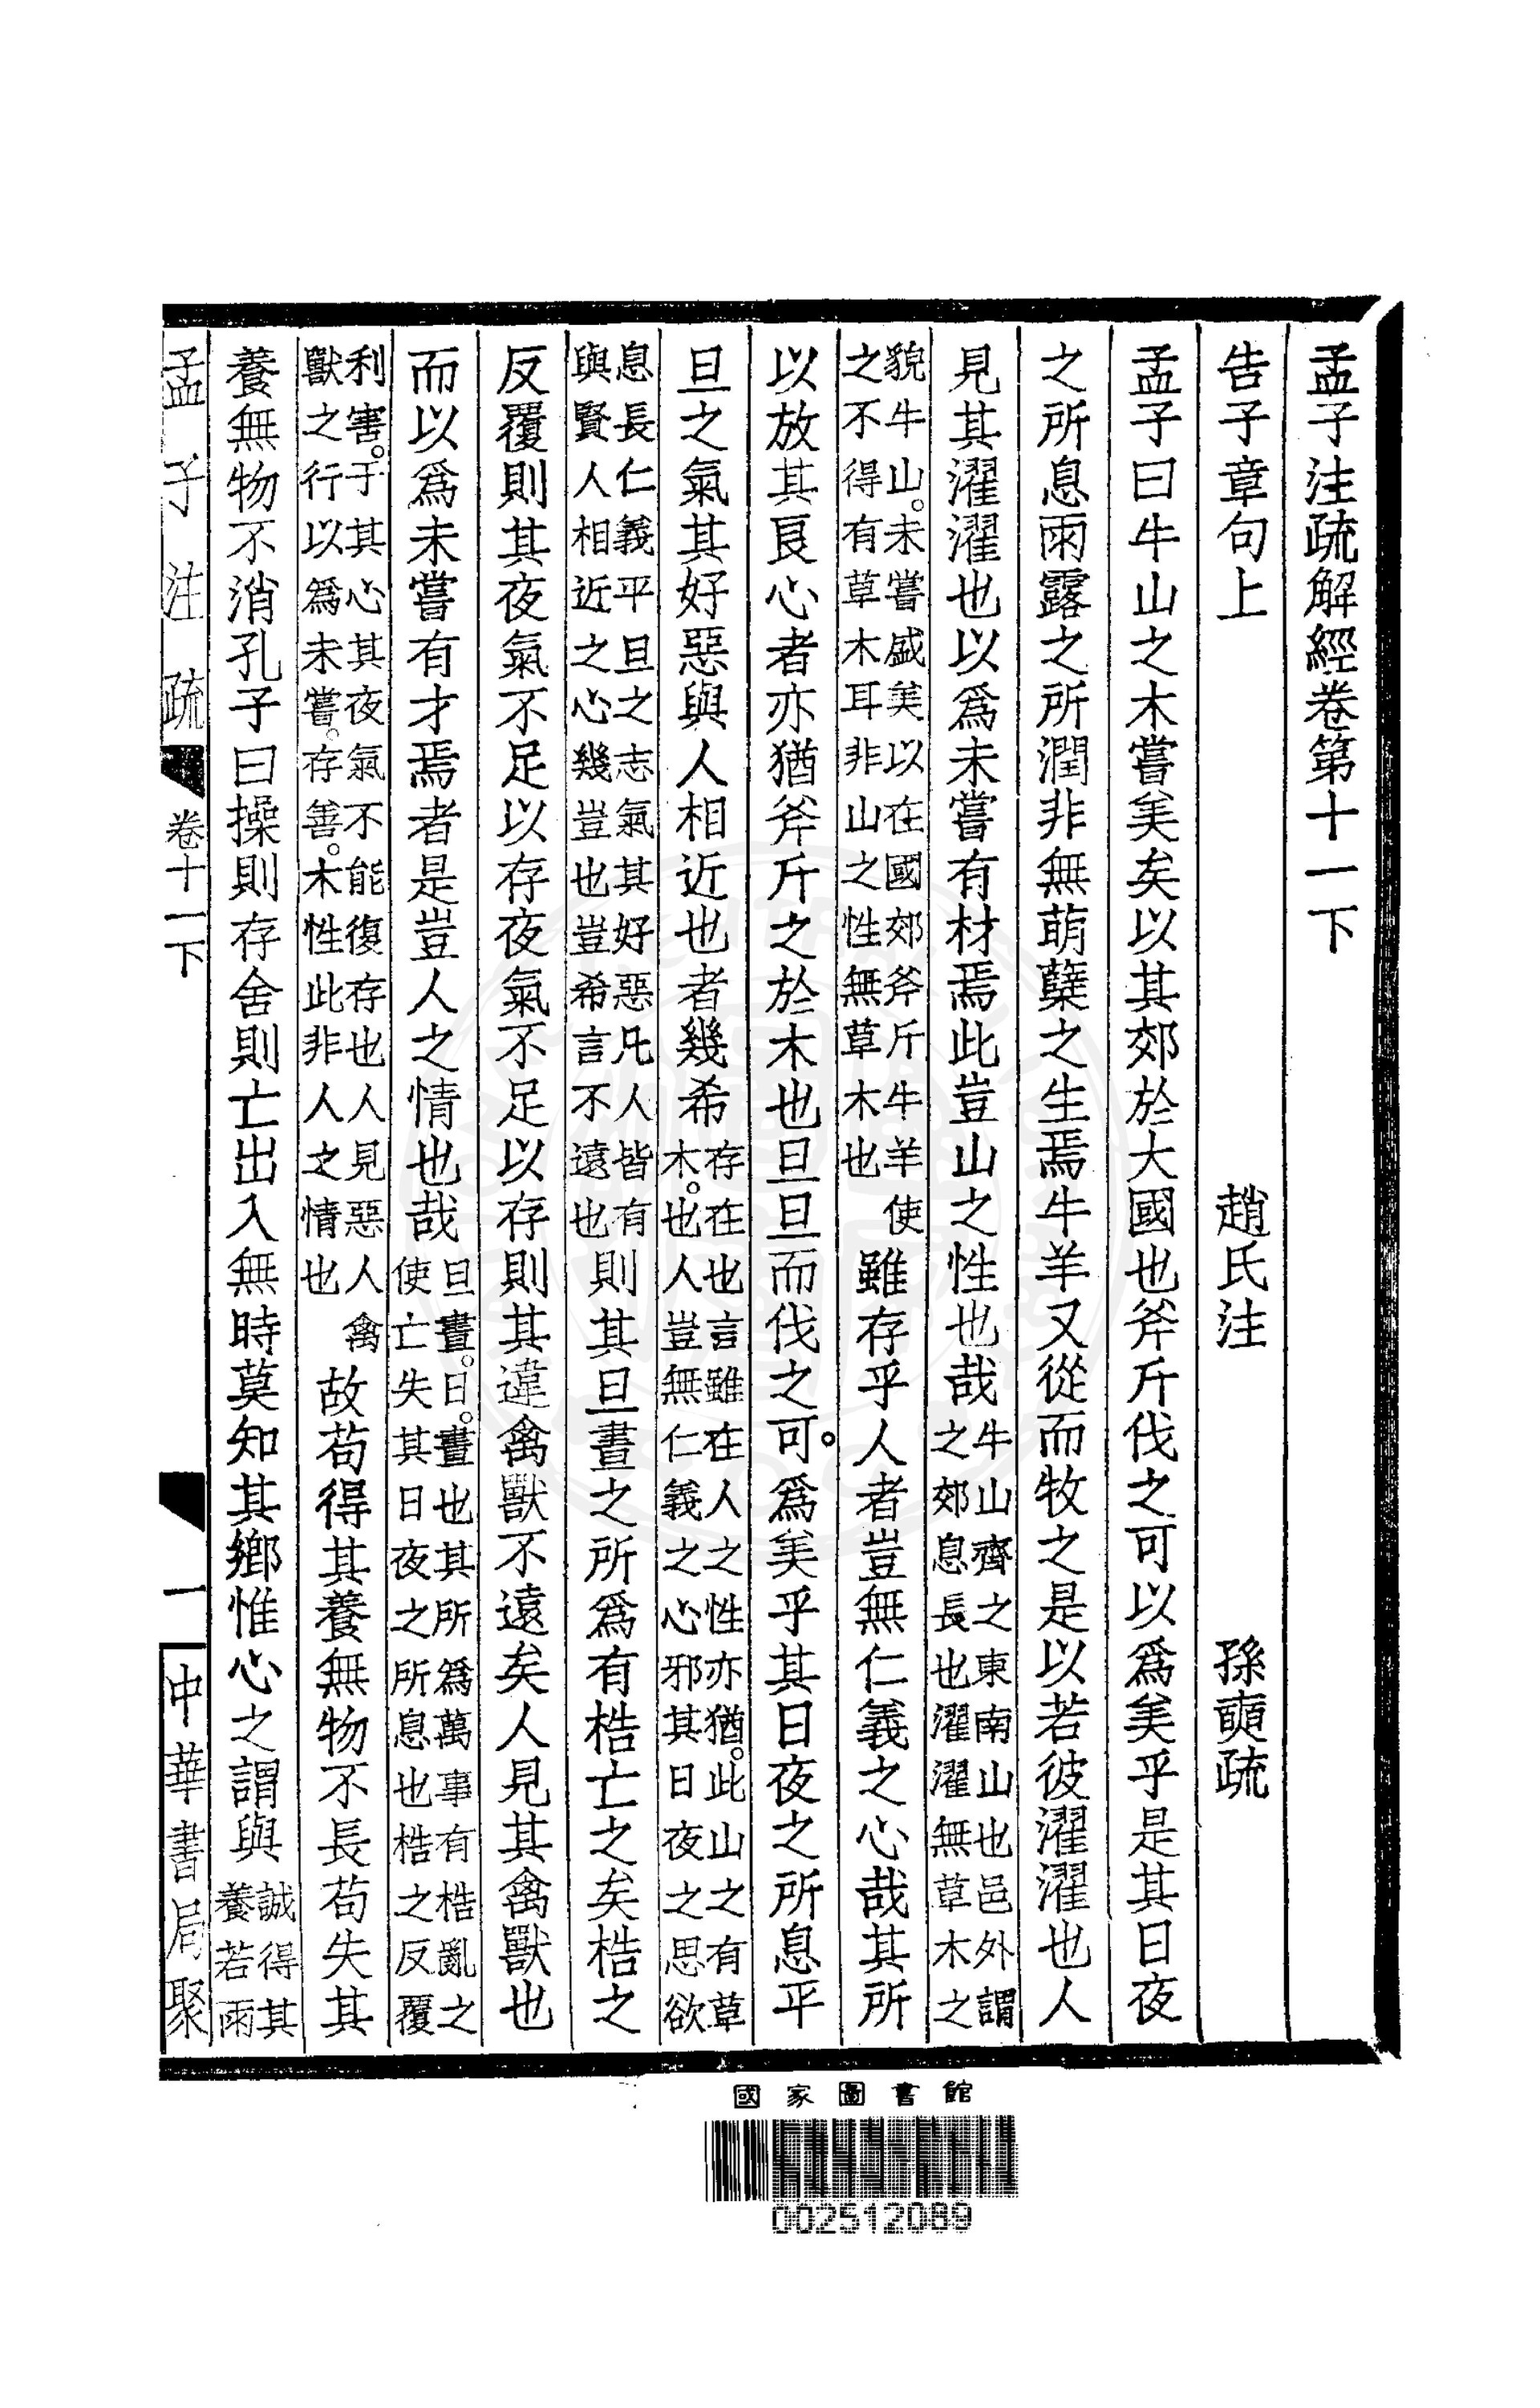 孟子注疏解經卷第十一下
告子章句上 趙氏注 孫奭疏
孟子曰牛山之木嘗美矣以其郊於大國也斧斤伐之可以爲美乎是其日夜
之所息雨露之所潤非無萌蘗之生焉牛羊又從而牧之是以若彼濯濯也人
見其濯濯也以爲未嘗有材焉此豈山之性也哉
牛山齊之東南山也邑外謂
之郊息長也濯濯無草木之
貌牛山。未嘗盛美以在國郊斧斤牛羊使
之不得有草木耳非山之性無草木也
雖存乎人者豈無仁義之心哉其所
以放其良心者亦猶斧斤之於木也旦旦而伐之可。爲美乎其日夜之所息平
旦之氣其好惡與人相近也者幾希
存在也言雖在人之性亦猶。此山之有草
木。也人豈無仁義之心邪其日夜之思欲
息長仁義平旦之志氣其好惡凡人皆有
與賢人相近之心幾豈也豈希言不遠也
則其旦晝之所爲有梏亡之矣梏之
反覆則其夜氣不足以存夜氣不足以存則其違禽獸不遠矣人見其禽獸也
而以爲未嘗有才焉者是豈人之情也哉
旦晝。日。晝也其所爲萬事有梏亂之
使亡失其日夜之所息也梏之反覆
利害。于其心其夜氣不能復存也人見惡人禽
獸之行以爲未嘗。存善。木性此非人之情也
故苟得其養無物不長苟失其
養無物不消孔子曰操則存舍則亡出入無時莫知其鄉惟心之謂與
誠得其
養若雨
孟子注疏 卷十一下 一 中華書局聚
國家圖書館
002512089